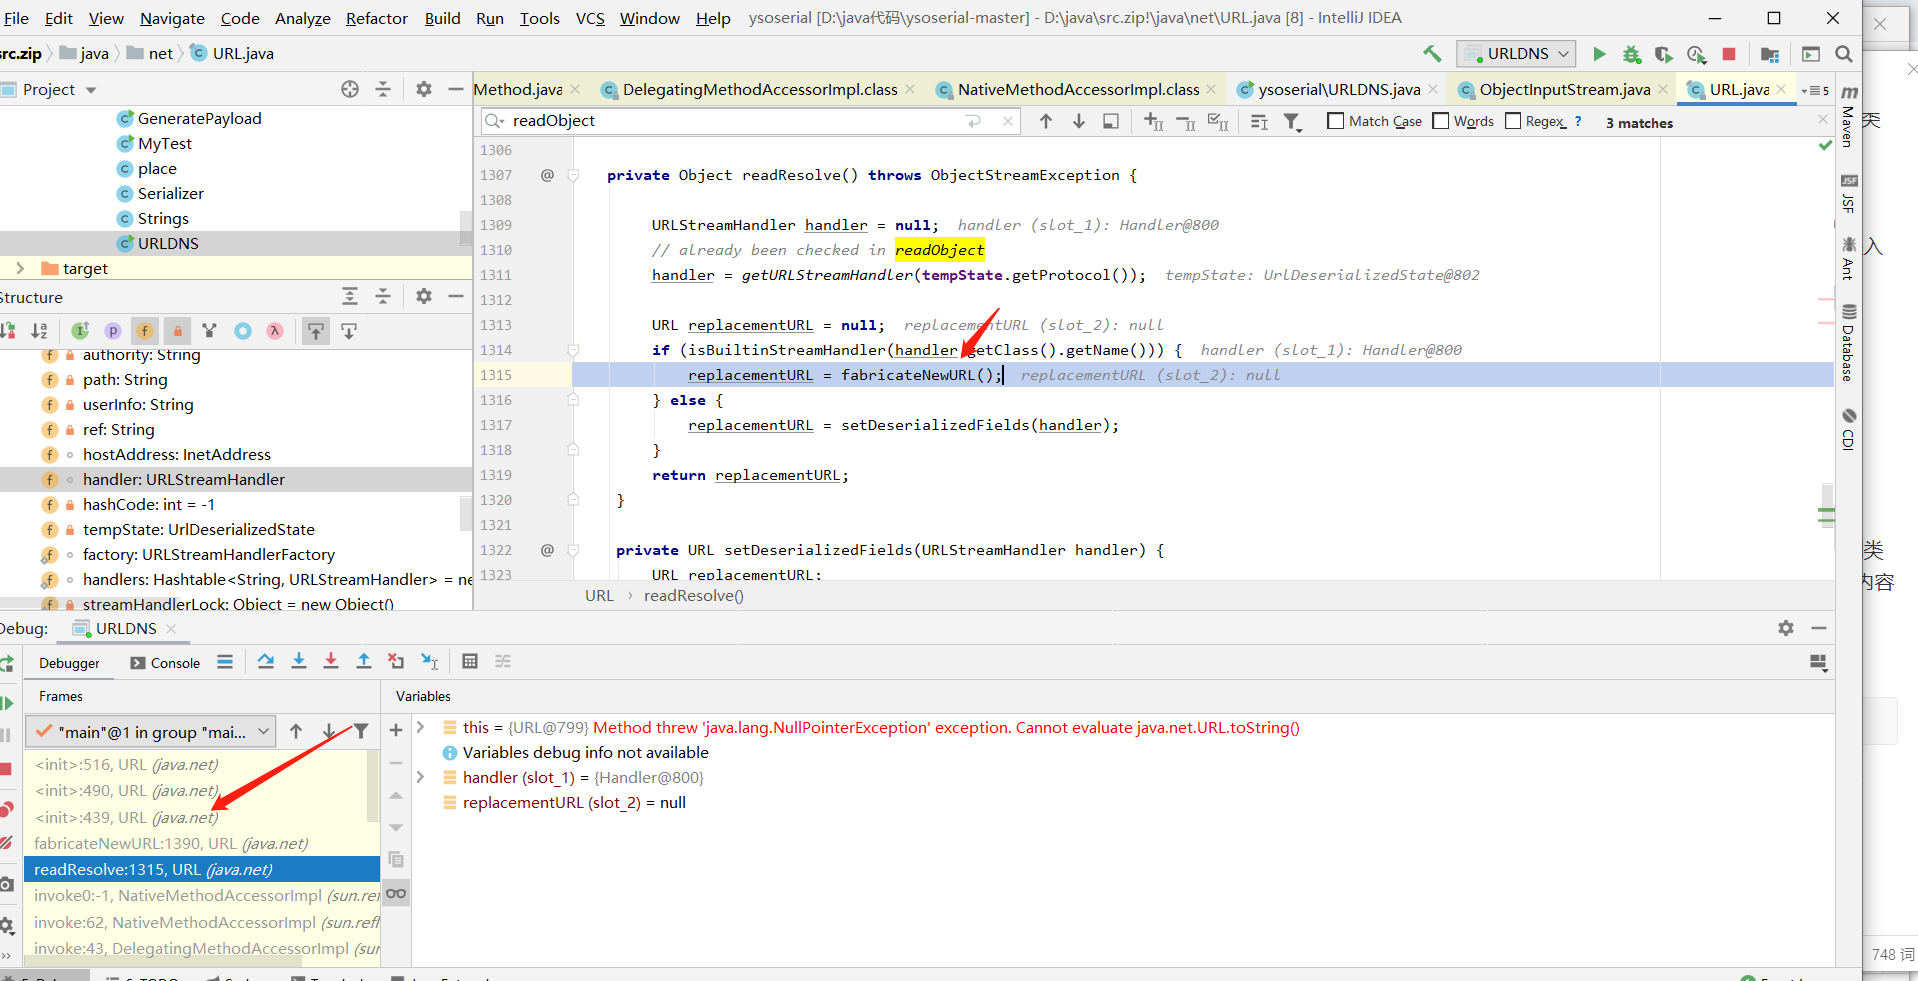 File Edit View Navigate Code Analyze Refactor Build Run Tools VCS Window Help ysoserial [D:\java代码\ysoserial-master] - D:\java\src.zip!\java\net\URL.java [8] - IntelliJ IDEA
src.zip java net URL.java URLDNS
Project
Method.java DelegatingMethodAccessorImpl.class NativeMethodAccessorImpl.class ysoserial\URLDNS.java ObjectInputStream.java URL.java 5
readObject Match Case Words Regex ? 3 matches
GeneratePayload
MyTest
place
Serializer
Strings
URLDNS
target
Structure
authority: String
path: String
userInfo: String
ref: String
hostAddress: InetAddress
handler: URLStreamHandler
hashCode: int = -1
tempState: UrlDeserializedState
factory: URLStreamHandlerFactory
handlers: Hashtable<String, URLStreamHandler> = ne
streamHandlerLock: Object = new Object()
1306
1307 @ private Object readResolve() throws ObjectStreamException {
1308
1309 URLStreamHandler handler = null; handler (slot_1): Handler@800
1310 // already been checked in readObject
1311 handler = getURLStreamHandler(tempState.getProtocol()); tempState: UrlDeserializedState@802
1312
1313 URL replacementURL = null; replacementURL (slot_2): null
1314 if (isBuiltinStreamHandler(handler.getClass().getName())) { handler (slot_1): Handler@800
1315 replacementURL = fabricateNewURL(); replacementURL (slot_2): null
1316 } else {
1317 replacementURL = setDeserializedFields(handler);
1318 }
1319 return replacementURL;
1320 }
1321
1322 @ private URL setDeserializedFields(URLStreamHandler handler) {
1323 URL replacementURL;
URL › readResolve()
Maven
JSF
Ant
Database
CDI
类
入
类
内容
748 词
Debug: URLDNS
Debugger Console
Frames Variables
"main"@1 in group "mai...
<init>:516, URL (java.net)
<init>:490, URL (java.net)
<init>:439, URL (java.net)
fabricateNewURL:1390, URL (java.net)
readResolve:1315, URL (java.net)
invoke0:-1, NativeMethodAccessorImpl (sun.ref
invoke:62, NativeMethodAccessorImpl (sun.refl
invoke:43, DelegatingMethodAccessorImpl (sur
this = {URL@799} Method threw 'java.lang.NullPointerException' exception. Cannot evaluate java.net.URL.toString()
Variables debug info not available
handler (slot_1) = {Handler@800}
replacementURL (slot_2) = null